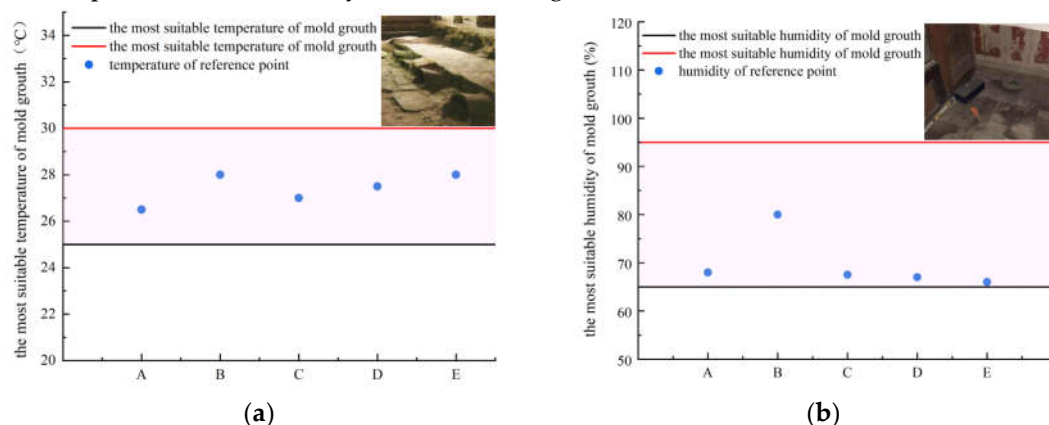 the most suitable temperature of mold grouth (°C)
34
32
30
28
26
24
22
20
the most suitable temperature of mold grouth
the most suitable temperature of mold grouth
temperature of reference point
A B C D E
(a)
the most suitable humidity of mold grouth (%)
120
110
100
90
80
70
60
50
the most suitable humidity of mold grouth
the most suitable humidity of mold grouth
humidity of reference point
A B C D E
(b)